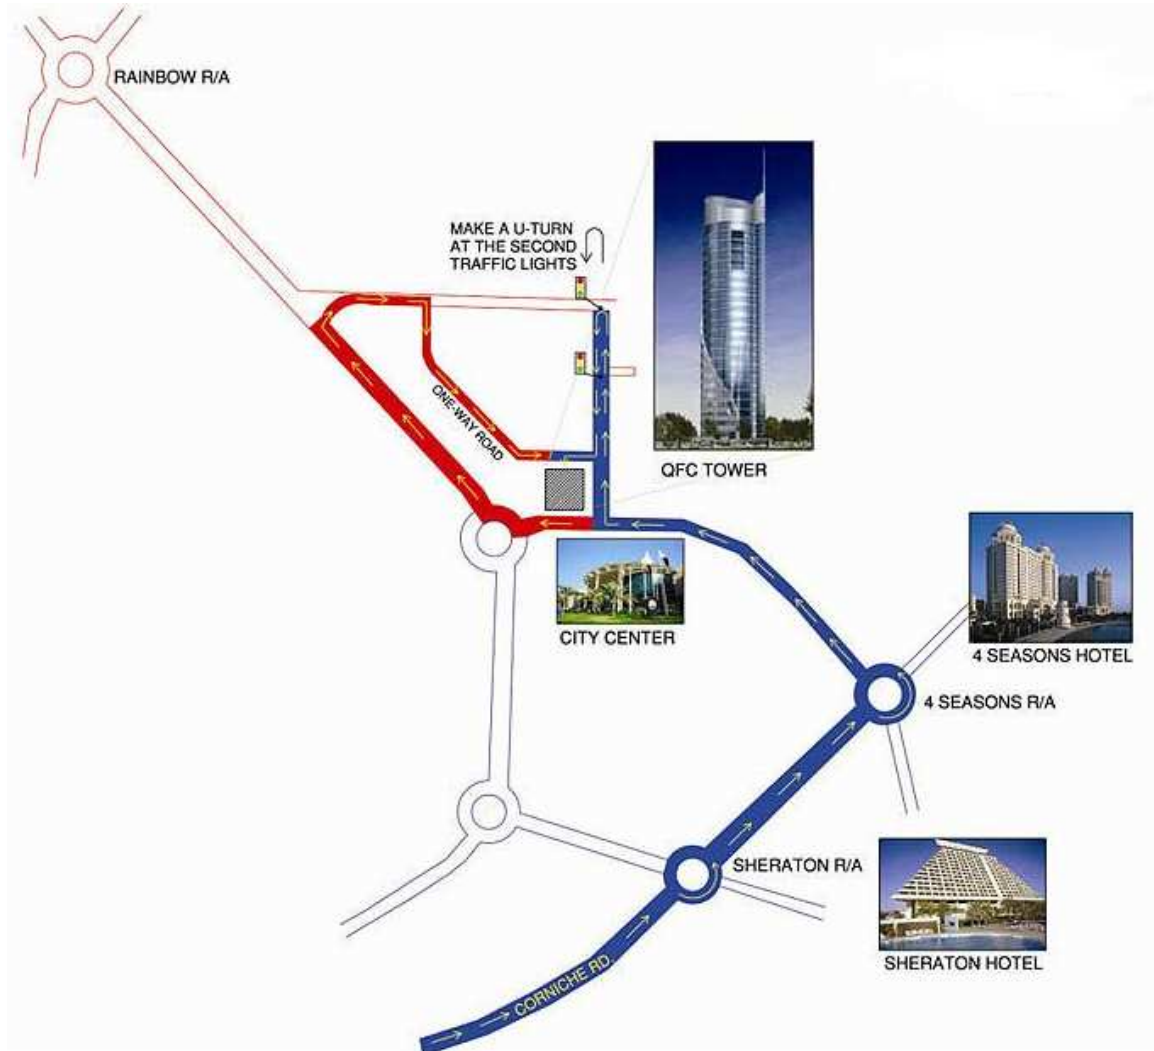 RAINBOW R/A
MAKE A U-TURN
AT THE SECOND
TRAFFIC LIGHTS
ONE-WAY ROAD
QFC TOWER
CITY CENTER
4 SEASONS HOTEL
4 SEASONS R/A
SHERATON R/A
SHERATON HOTEL
CORNICHE RD.